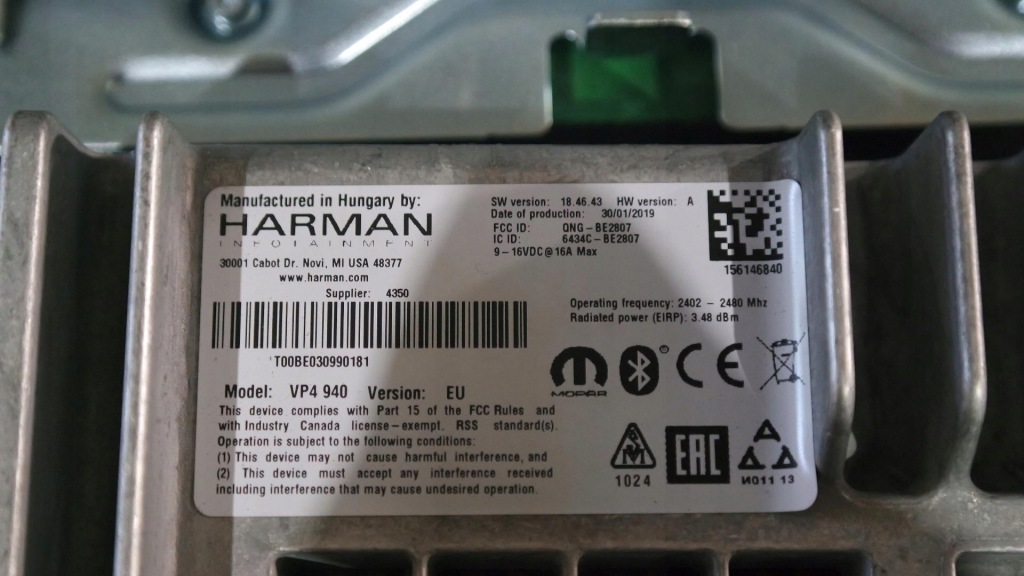 Manufactured in Hungary by:
HARMAN
INFOTAINMENT
30001 Cabot Dr. Novi, MI USA 48377
www.harman.com
Supplier: 4350
SW version: 18.46.43 HW version: A
Date of production: 30/01/2019
FCC ID: QNG-BE2807
IC ID: 6434C-BE2807
9-16VDC@16A Max
156146840
Operating frequency: 2402 - 2480 Mhz
Radiated power (EIRP): 3.48 dBm
T00BE030990181
Model: VP4 940 Version: EU
This device complies with Part 15 of the FCC Rules and
with Industry Canada license-exempt. RSS standard(s).
Operation is subject to the following conditions:
(1) This device may not cause harmful interference, and
(2) This device must accept any interference received
including interference that may cause undesired operation.
MOPAR
CE
1024
EAC
И011 13